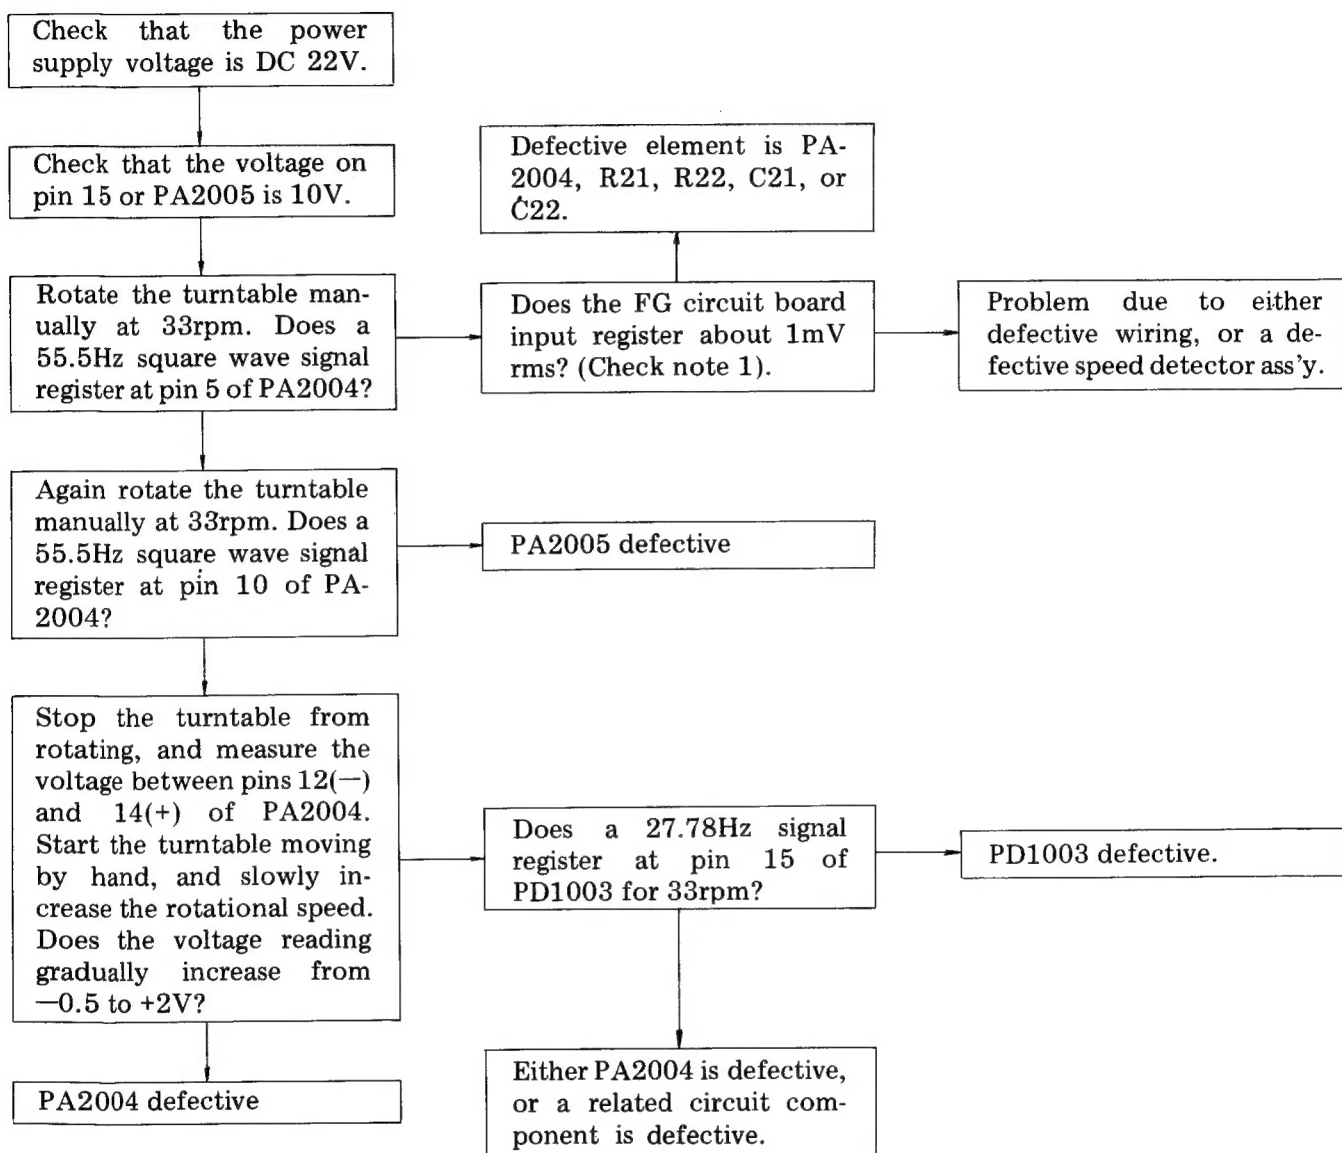 Check that the power
supply voltage is DC 22V.
Check that the voltage on
pin 15 or PA2005 is 10V.
Defective element is PA-
2004, R21, R22, C21, or
C22.
Rotate the turntable man-
ually at 33rpm. Does a
55.5Hz square wave signal
register at pin 5 of PA2004?
Does the FG circuit board
input register about 1mV
rms? (Check note 1).
Problem due to either
defective wiring, or a de-
fective speed detector ass'y.
Again rotate the turntable
manually at 33rpm. Does a
55.5Hz square wave signal
register at pin 10 of PA-
2004?
PA2005 defective
Stop the turntable from
rotating, and measure the
voltage between pins 12(—)
and 14(+) of PA2004.
Start the turntable moving
by hand, and slowly in-
crease the rotational speed.
Does the voltage reading
gradually increase from
—0.5 to +2V?
Does a 27.78Hz signal
register at pin 15 of
PD1003 for 33rpm?
PD1003 defective.
PA2004 defective
Either PA2004 is defective,
or a related circuit com-
ponent is defective.